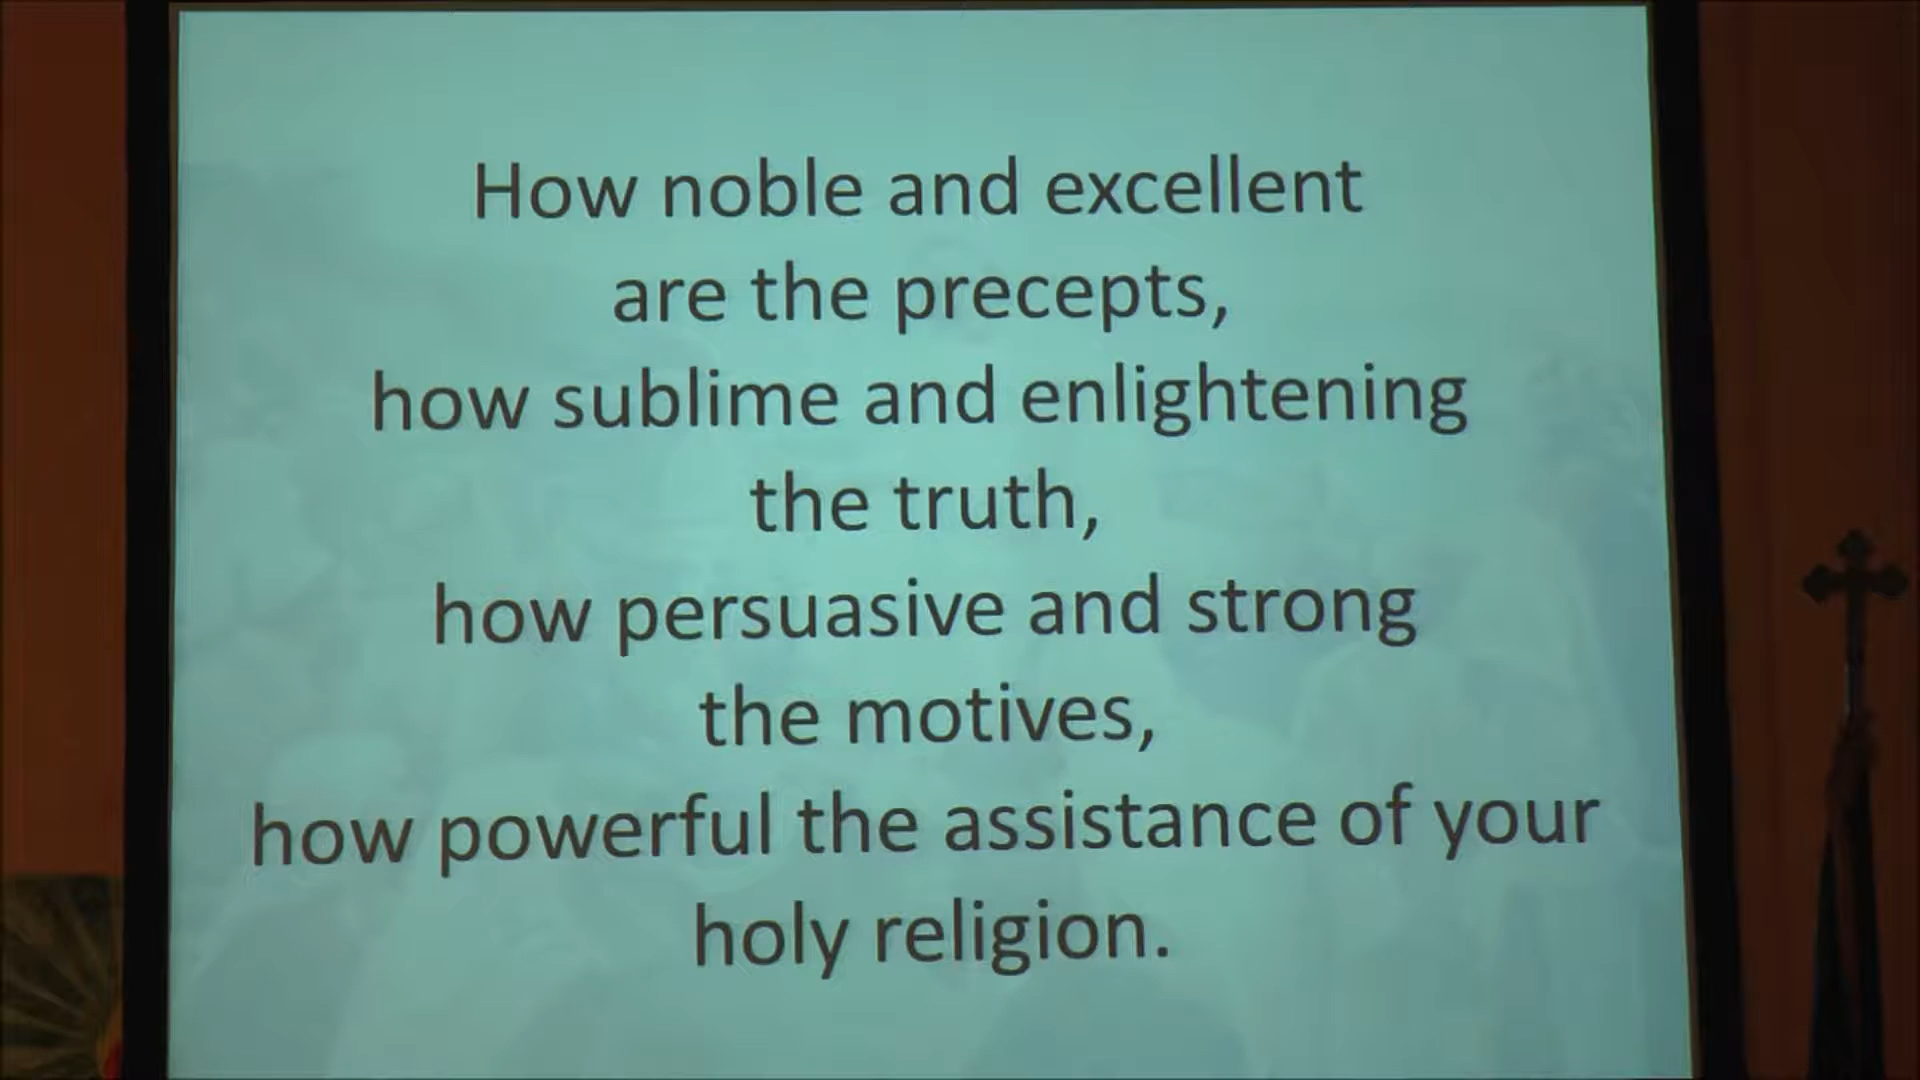 How noble and excellent
are the precepts,
how sublime and enlightening
the truth,
how persuasive and strong
the motives,
how powerful the assistance of your
holy religion.